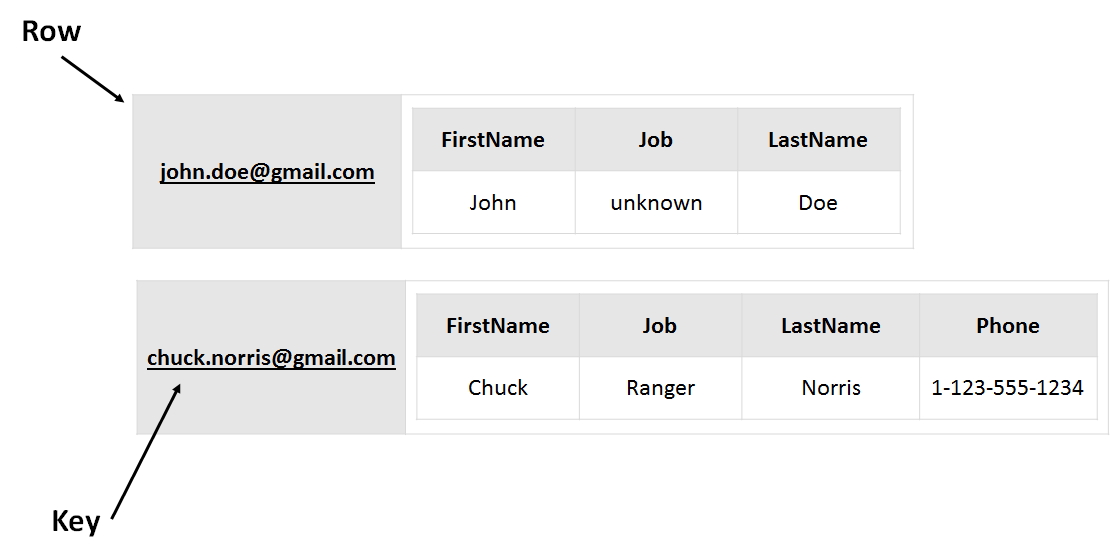 Row
FirstName Job LastName
john.doe@gmail.com
John unknown Doe
FirstName Job LastName Phone
chuck.norris@gmail.com
Chuck Ranger Norris 1-123-555-1234
Key